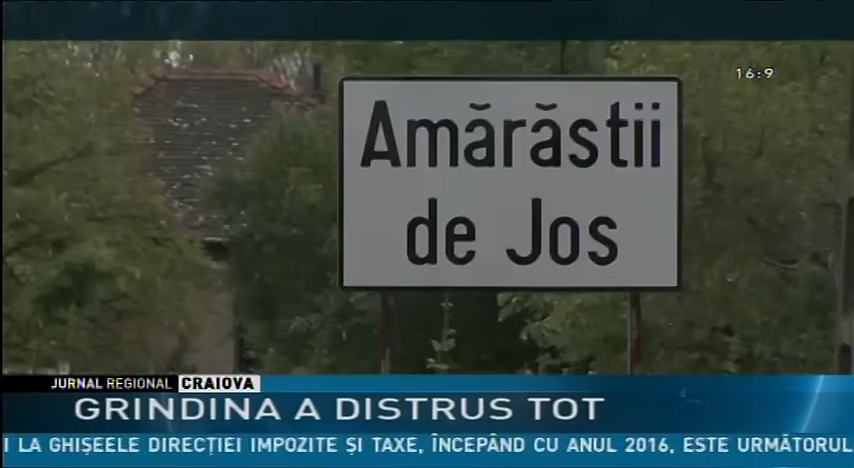 16:9
Amărăstii
de Jos
JURNAL REGIONAL CRAIOVA
GRINDINA A DISTRUS TOT
I LA GHIȘEELE DIRECȚIEI IMPOZITE ȘI TAXE, ÎNCEPÂND CU ANUL 2016, ESTE URMĂTORUL